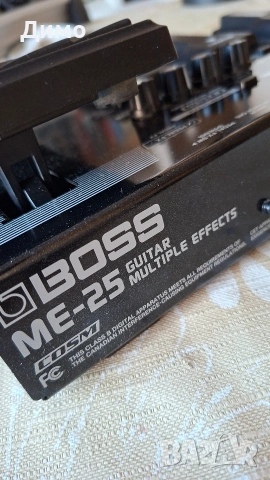 Димо
BOSS
ME-25
GUITAR
MULTIPLE EFFECTS
COSM
FC
THIS CLASS B DIGITAL APPARATUS MEETS ALL REQUIREMENTS OF
THE CANADIAN INTERFERENCE-CAUSING EQUIPMENT REGULATIONS.
BAZAR